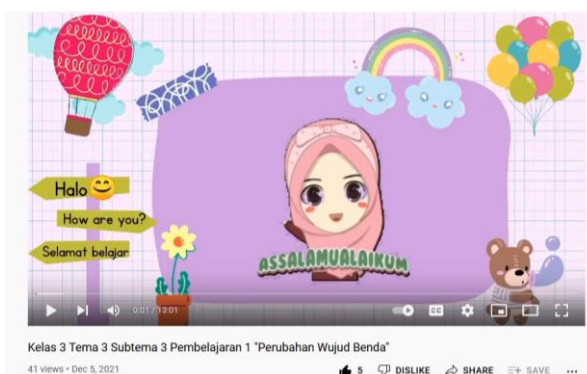 Halo
How are you?
Selamat belajar
ASSALAMUALAIKUM
0:01 / 13:01
CC
Kelas 3 Tema 3 Subtema 3 Pembelajaran 1 "Perubahan Wujud Benda"
41 views • Dec 5, 2021
5 DISLIKE SHARE SAVE ...